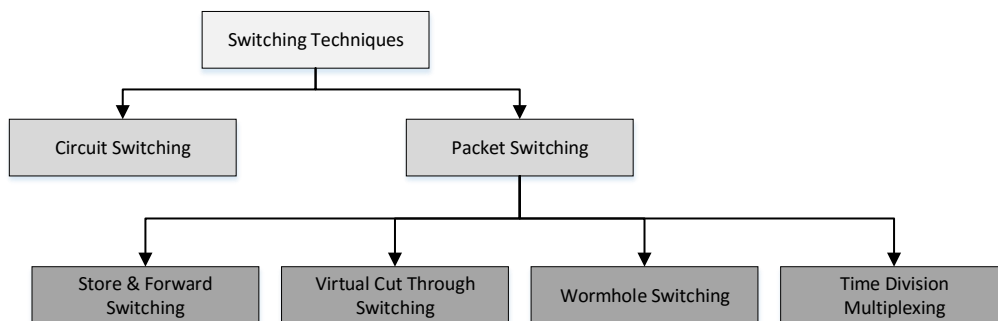 Switching Techniques
Circuit Switching
Packet Switching
Store & Forward
Switching
Virtual Cut Through
Switching
Wormhole Switching
Time Division
Multiplexing